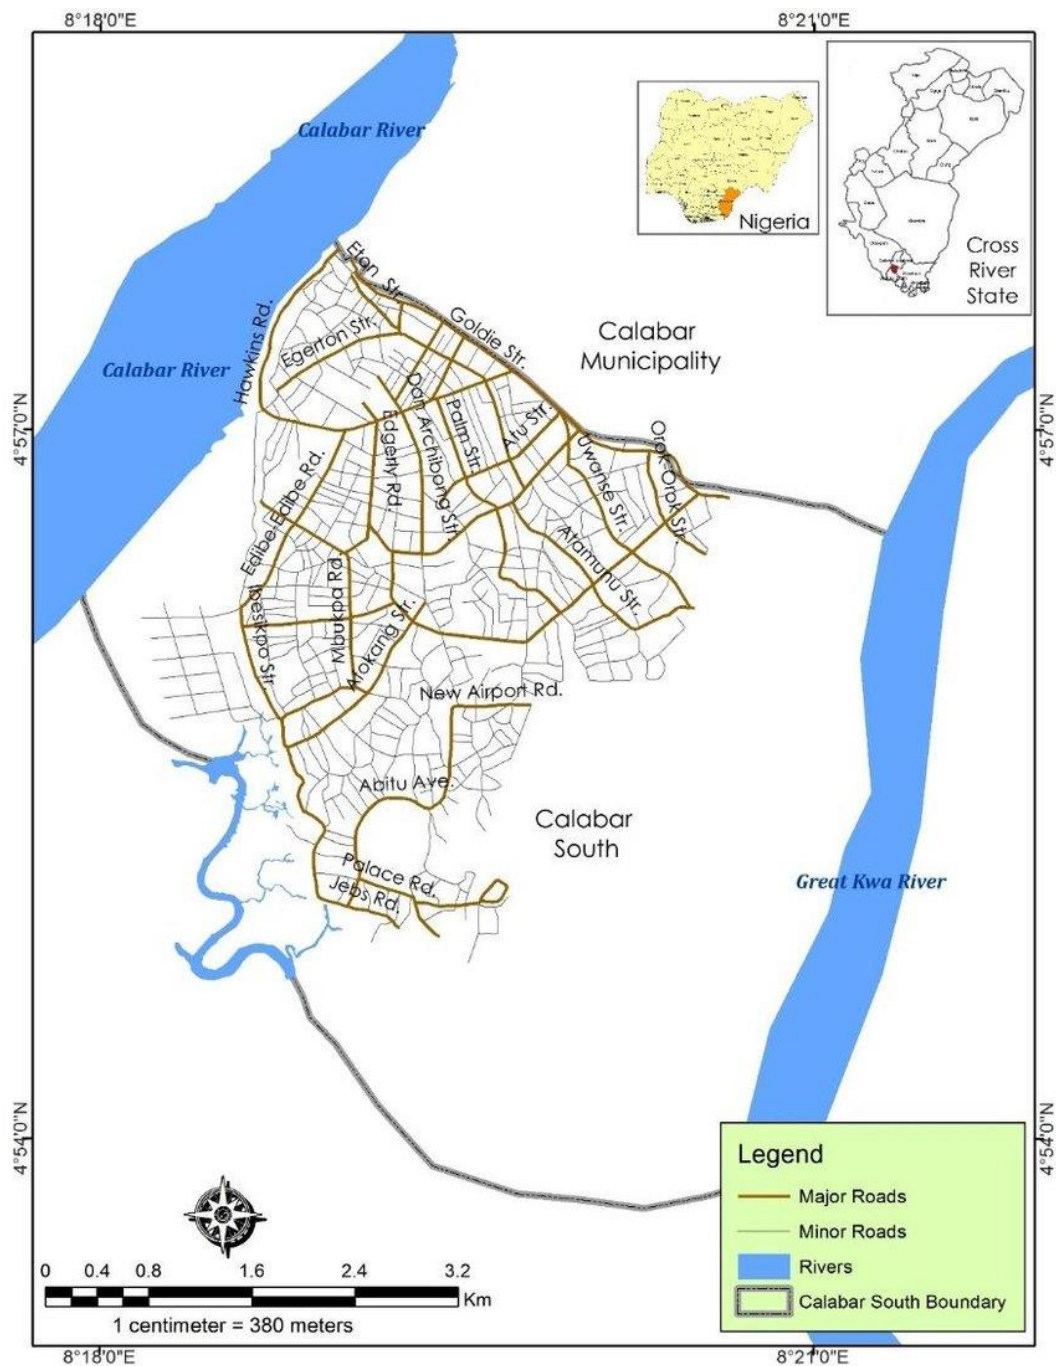 8°18'0"E
8°21'0"E
Calabar River
Nigeria
Cross
River
State
Etan Str.
Goldie Str.
Calabar
Municipality
Hawkins Rd.
Egerton Str.
Calabar River
Dan Archibong Str.
Palm Str.
Atu Str.
Edgerly Rd.
Uwanse Str.
Orok-Orok Str.
4°57'0"N
4°57'0"N
Edibe-Edibe Rd.
Atamunu Str.
Mbukpa Rd.
Afokang Str.
New Airport Rd.
Abitu Ave.
Calabar
South
Palace Rd.
Jebs Rd.
Great Kwa River
4°54'0"N
4°54'0"N
Legend
Major Roads
Minor Roads
Rivers
Calabar South Boundary
0 0.4 0.8 1.6 2.4 3.2
Km
1 centimeter = 380 meters
8°18'0"E
8°21'0"E